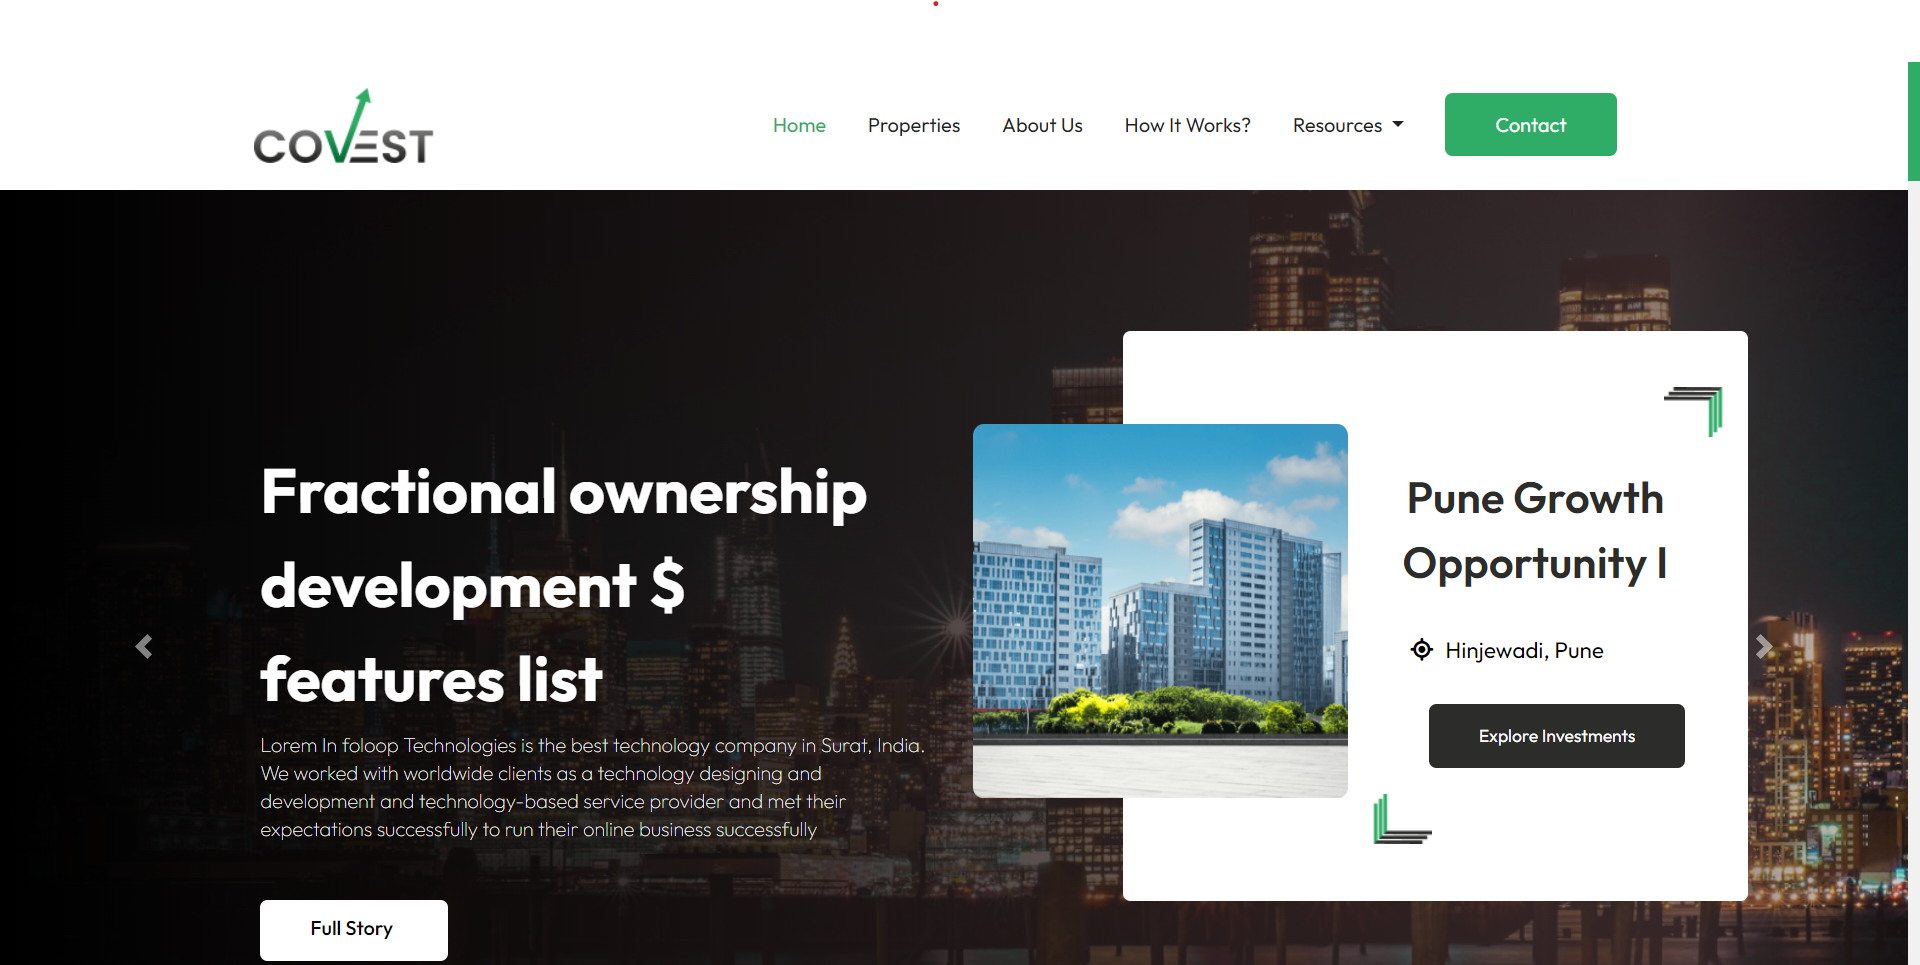 COVEST
Home
Properties
About Us
How It Works?
Resources
Contact
Fractional ownership
development $
features list
Lorem In foloop Technologies is the best technology company in Surat, India.
We worked with worldwide clients as a technology designing and
development and technology-based service provider and met their
expectations successfully to run their online business successfully
Full Story
Pune Growth
Opportunity I
Hinjewadi, Pune
Explore Investments